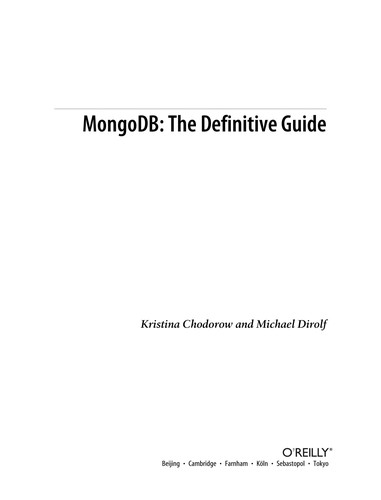 MongoDB: The Definitive Guide
Kristina Chodorow and Michael Dirolf
O'REILLY®
Beijing • Cambridge • Farnham • Köln • Sebastopol • Tokyo